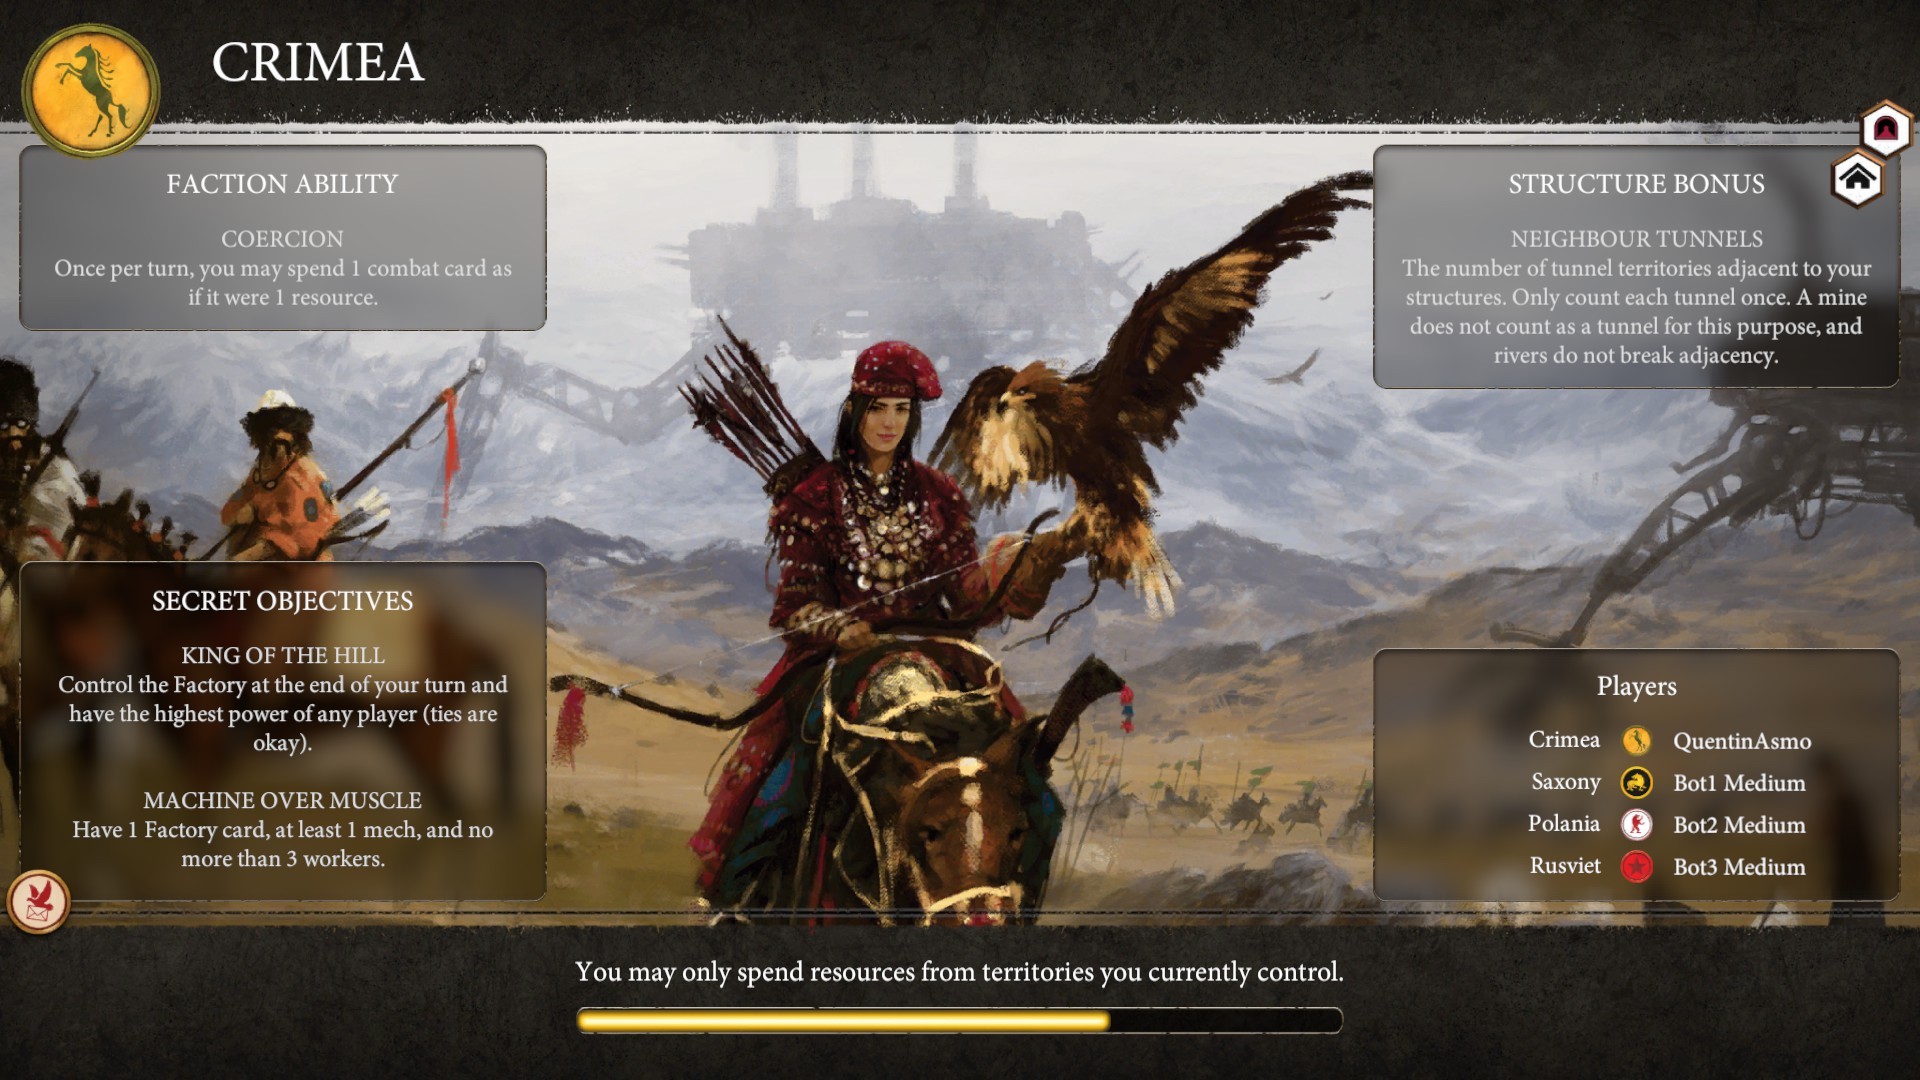 CRIMEA
FACTION ABILITY
COERCION
Once per turn, you may spend 1 combat card as
if it were 1 resource.
STRUCTURE BONUS
NEIGHBOUR TUNNELS
The number of tunnel territories adjacent to your
structures. Only count each tunnel once. A mine
does not count as a tunnel for this purpose, and
rivers do not break adjacency.
SECRET OBJECTIVES
KING OF THE HILL
Control the Factory at the end of your turn and
have the highest power of any player (ties are
okay).
MACHINE OVER MUSCLE
Have 1 Factory card, at least 1 mech, and no
more than 3 workers.
Players
Crimea QuentinAsmo
Saxony Bot1 Medium
Polania Bot2 Medium
Rusviet Bot3 Medium
You may only spend resources from territories you currently control.